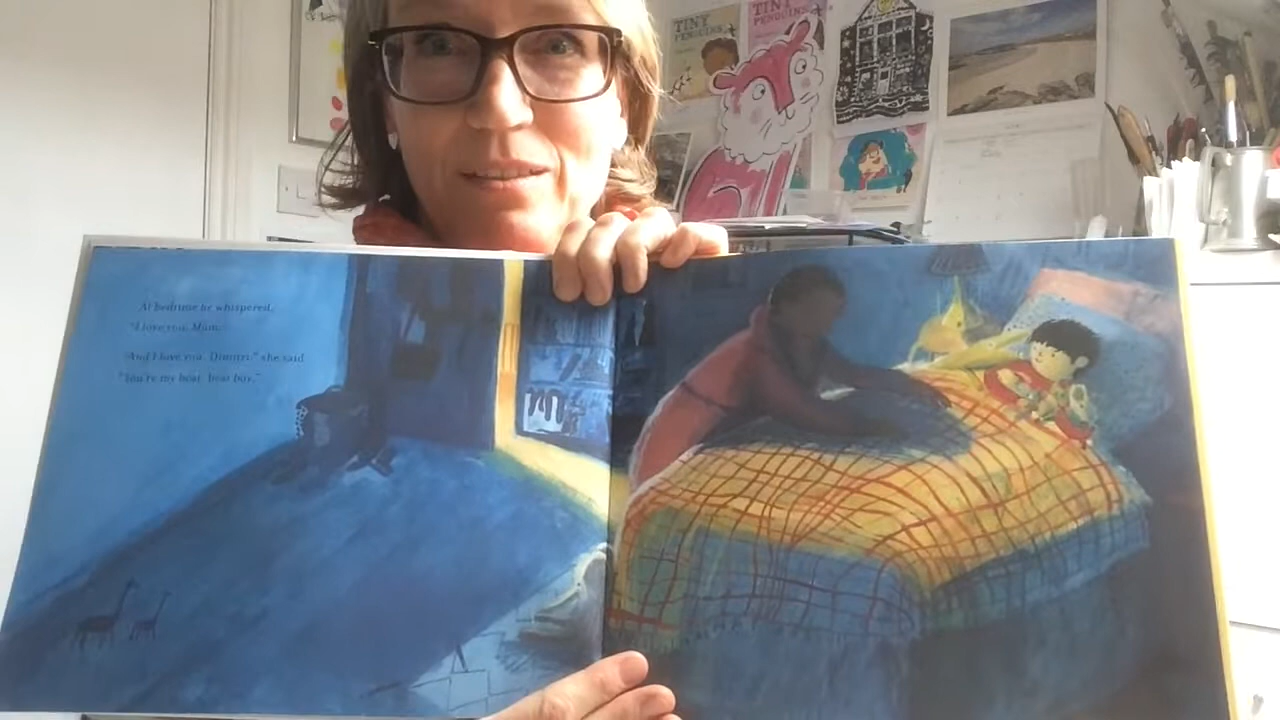 TINY
PENGUINS
TINY
PENGUINS
At bedtime he whispered,
"I love you, Mum."
"And I love you, Dimitri," she said.
"You're my best, best boy."